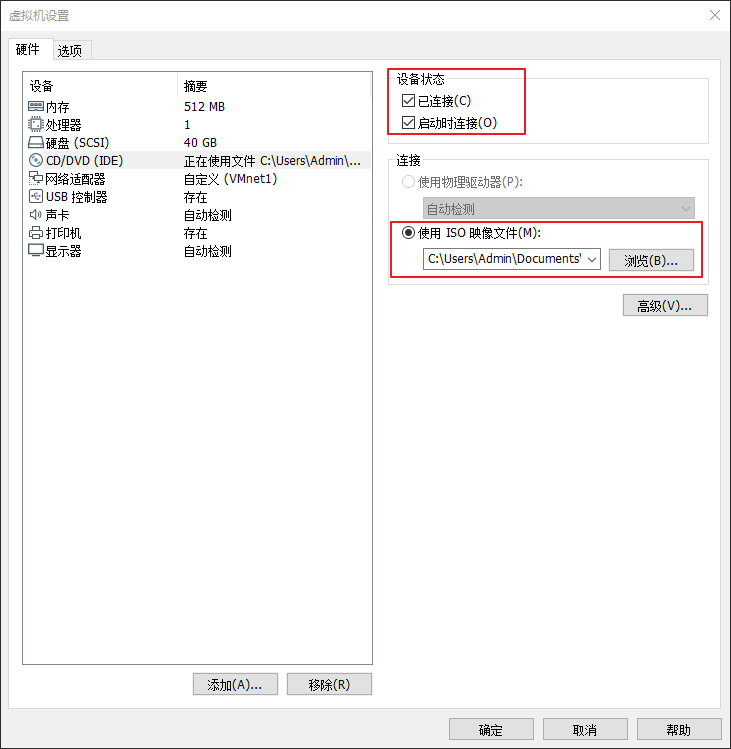 虚拟机设置
硬件 选项
设备 摘要
内存 512 MB
处理器 1
硬盘 (SCSI) 40 GB
CD/DVD (IDE) 正在使用文件 C:\Users\Admin\...
网络适配器 自定义 (VMnet1)
USB 控制器 存在
声卡 自动检测
打印机 存在
显示器 自动检测
添加(A)... 移除(R)
设备状态
已连接(C)
启动时连接(O)
连接
使用物理驱动器(P):
自动检测
使用 ISO 映像文件(M):
C:\Users\Admin\Documents\ 浏览(B)...
高级(V)...
确定 取消 帮助